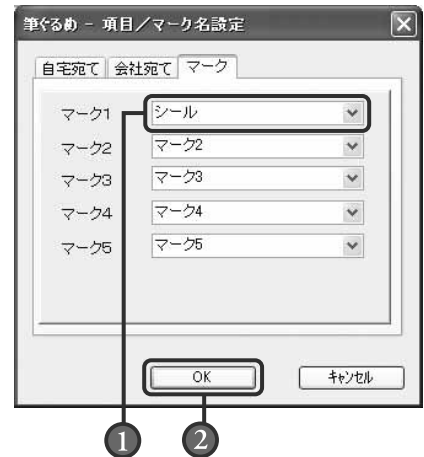 筆ぐるめ - 項目／マーク名設定
自宅宛て 会社宛て マーク
マーク1 シール
マーク2 マーク2
マーク3 マーク3
マーク4 マーク4
マーク5 マーク5
OK キャンセル
1 2